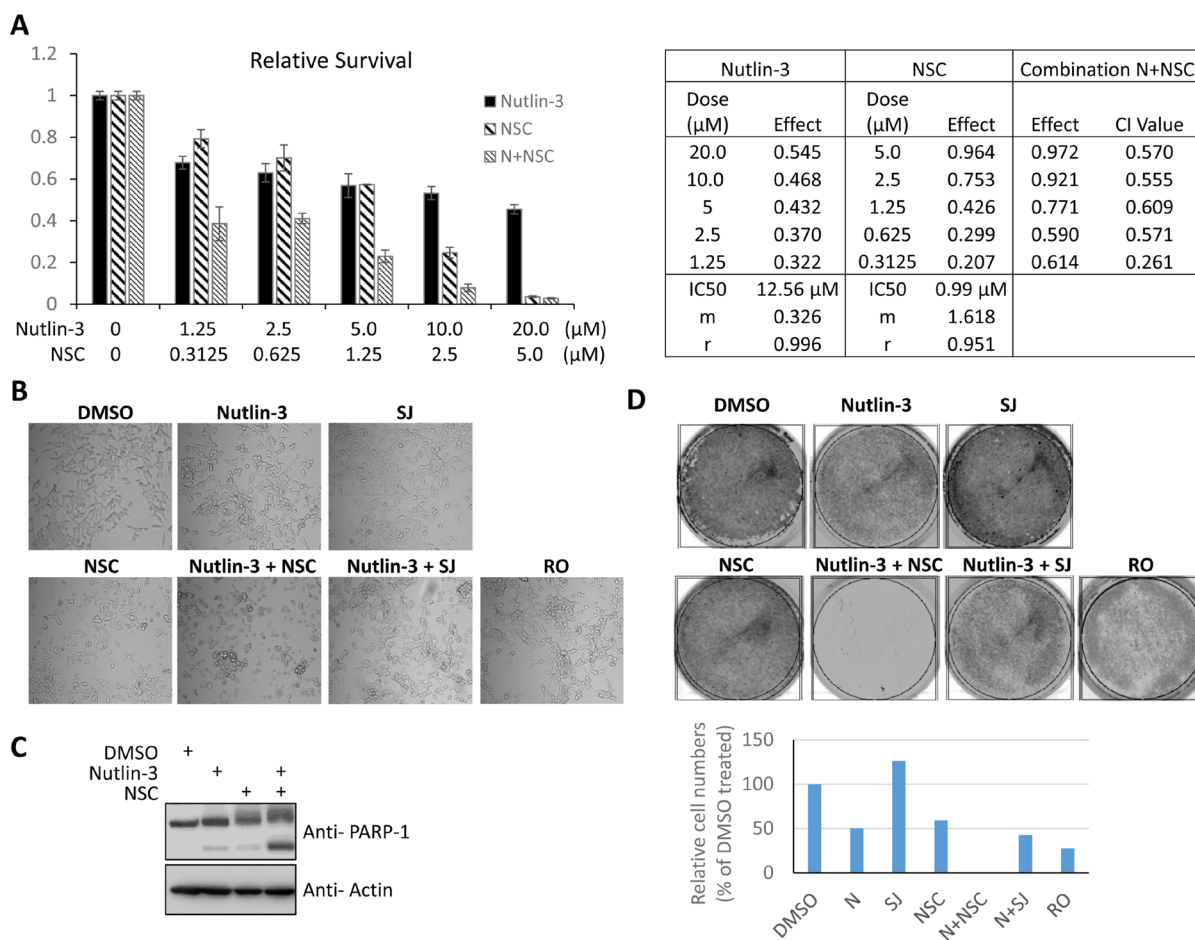 A
Relative Survival
1.2
1
0.8
0.6
0.4
0.2
0
Nutlin-3
NSC
N+NSC
Nutlin-3 0 1.25 2.5 5.0 10.0 20.0 (µM)
NSC 0 0.3125 0.625 1.25 2.5 5.0 (µM)
Nutlin-3 NSC Combination N+NSC
Dose (µM) Effect Dose (µM) Effect Effect CI Value
20.0 0.545 5.0 0.964 0.972 0.570
10.0 0.468 2.5 0.753 0.921 0.555
5 0.432 1.25 0.426 0.771 0.609
2.5 0.370 0.625 0.299 0.590 0.571
1.25 0.322 0.3125 0.207 0.614 0.261
IC50 12.56 µM IC50 0.99 µM
m 0.326 m 1.618
r 0.996 r 0.951
B
DMSO Nutlin-3 SJ
NSC Nutlin-3 + NSC Nutlin-3 + SJ RO
C
DMSO +
Nutlin-3 + +
NSC + +
Anti- PARP-1
Anti- Actin
D
DMSO Nutlin-3 SJ
NSC Nutlin-3 + NSC Nutlin-3 + SJ RO
Relative cell numbers
(% of DMSO treated)
150
100
50
0
DMSO N SJ NSC N+NSC N+SJ RO